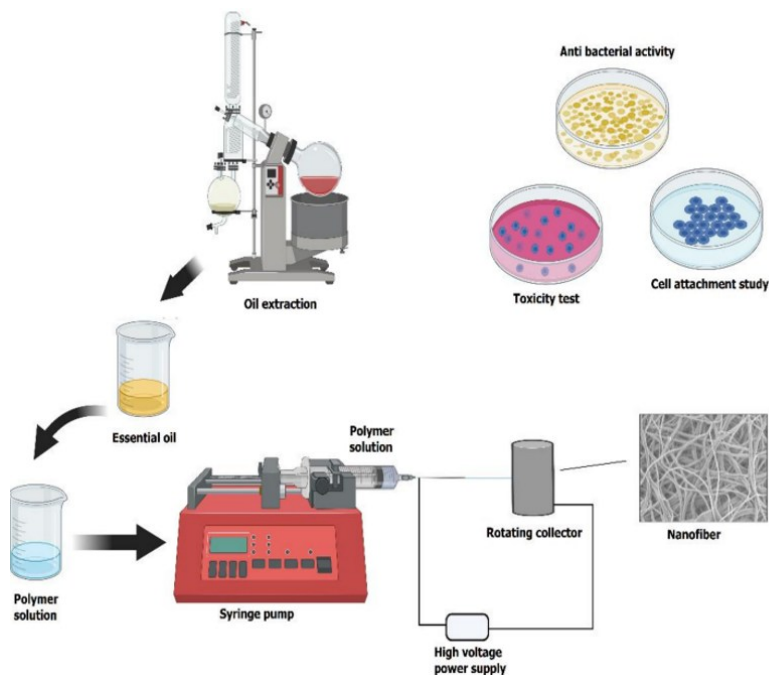 Anti bacterial activity
Oil extraction
Toxicity test
Cell attachment study
Essential oil
Polymer
solution
Rotating collector
Nanofiber
Polymer
solution
Syringe pump
High voltage
power supply